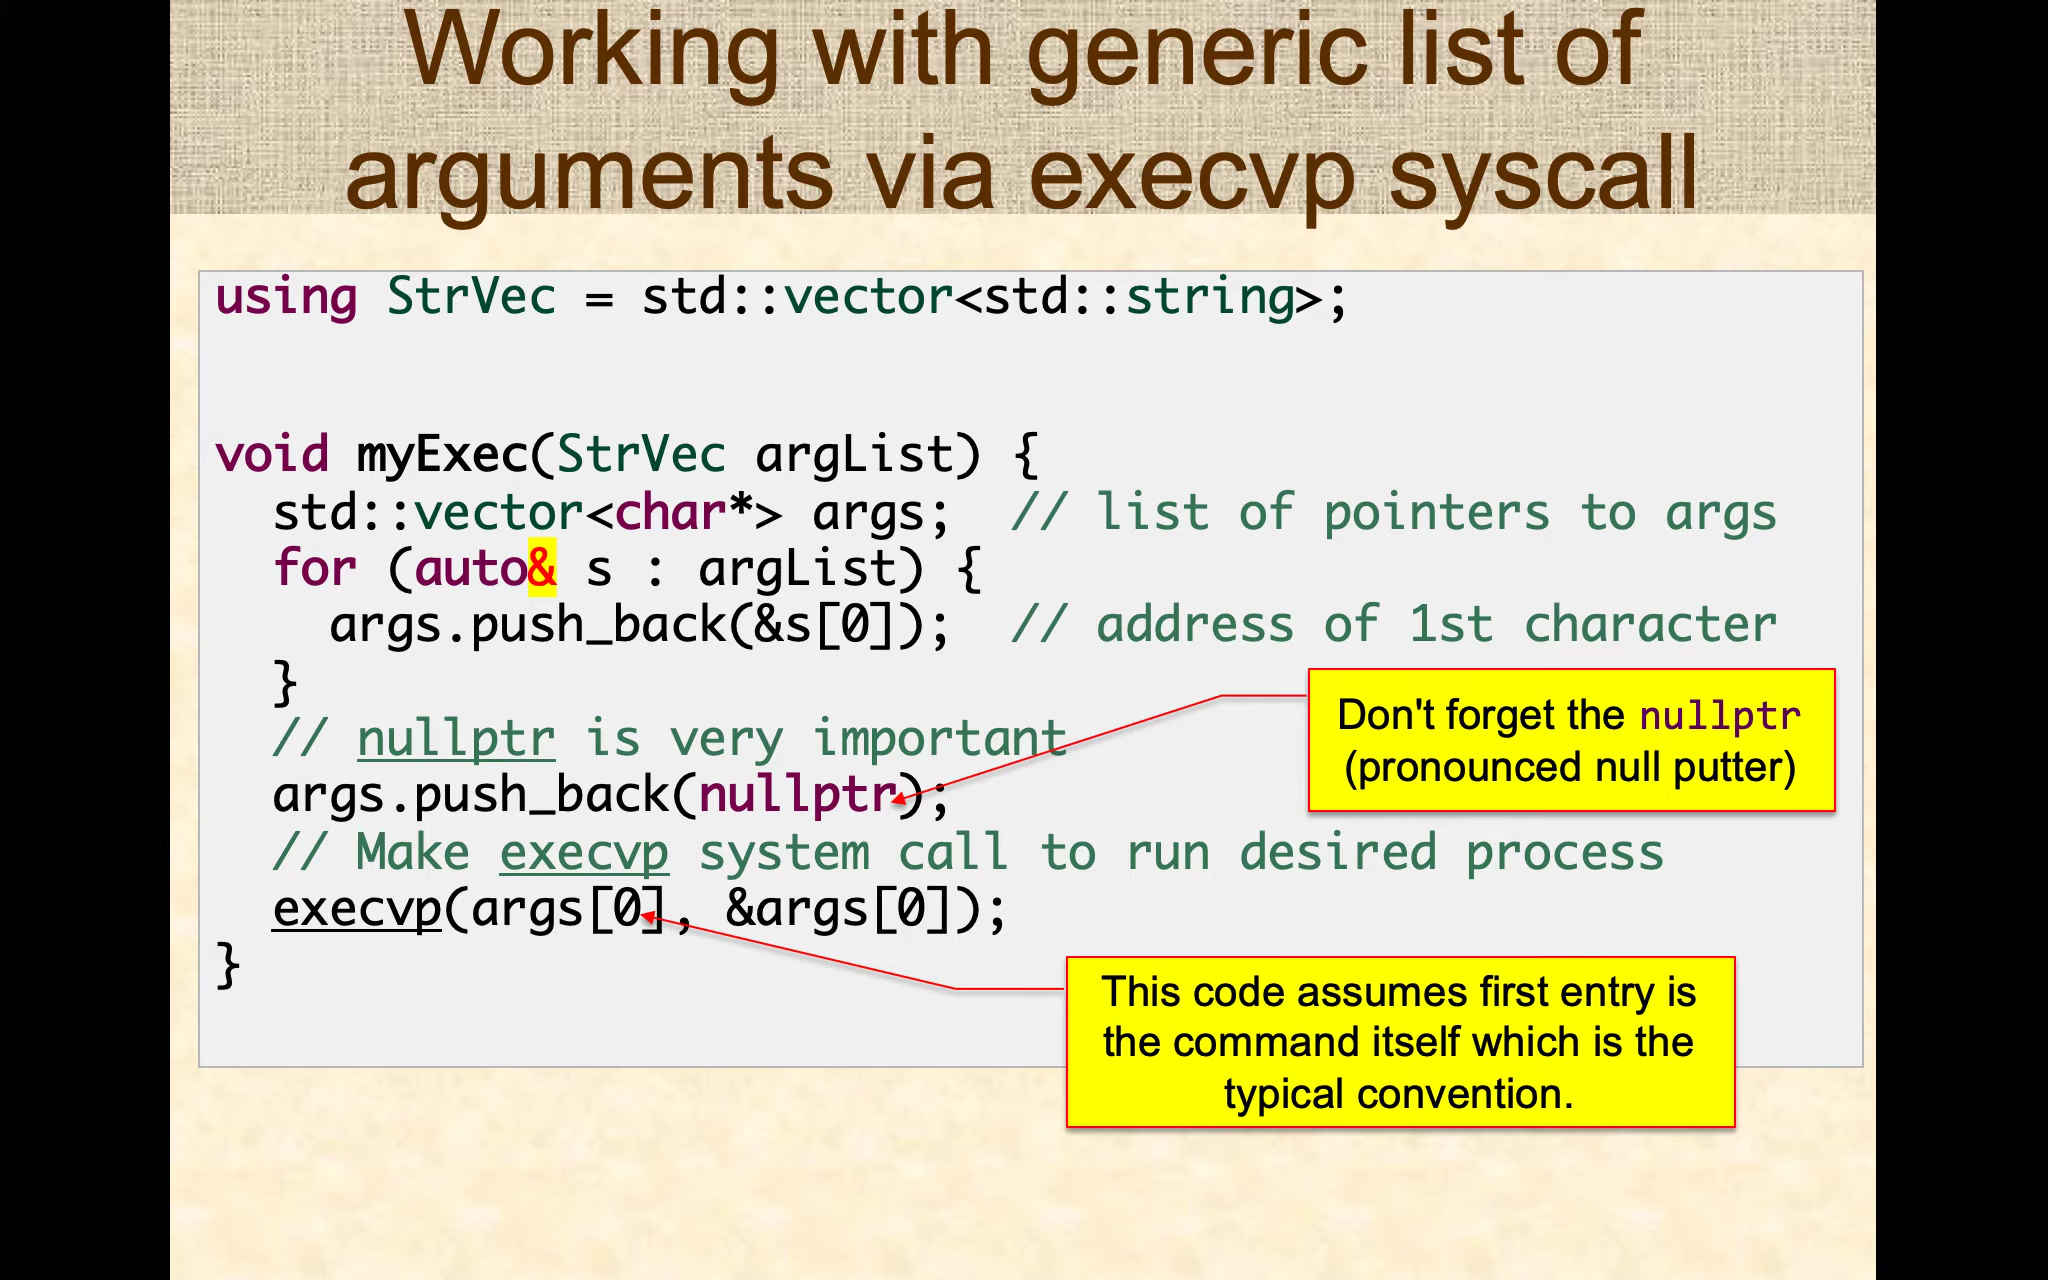 Working with generic list of
arguments via execvp syscall
using StrVec = std::vector<std::string>;
void myExec(StrVec argList) {
std::vector<char*> args;  // list of pointers to args
for (auto& s : argList) {
args.push_back(&s[0]);  // address of 1st character
}
// nullptr is very important
args.push_back(nullptr);
// Make execvp system call to run desired process
execvp(args[0], &args[0]);
}
Don't forget the nullptr
(pronounced null putter)
This code assumes first entry is
the command itself which is the
typical convention.